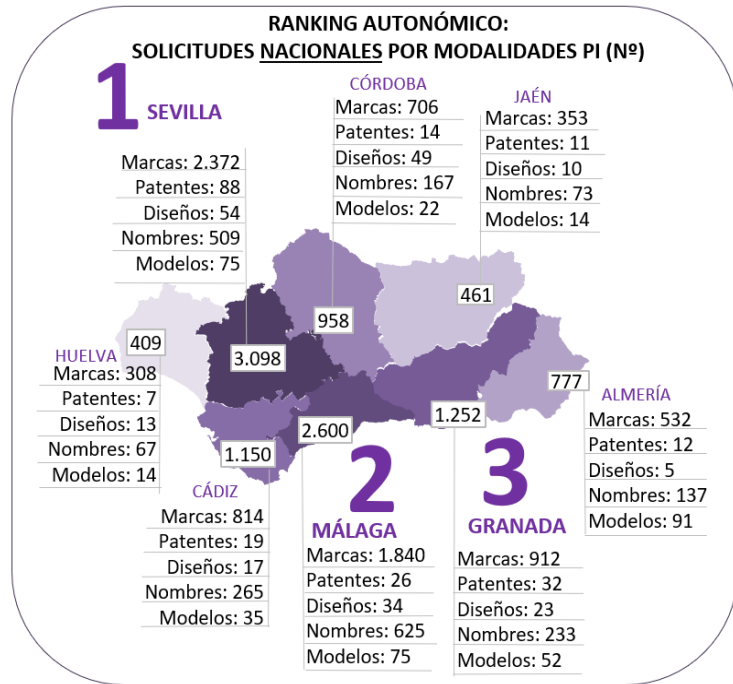 RANKING AUTONÓMICO:
SOLICITUDES NACIONALES POR MODALIDADES PI (Nº)
1 SEVILLA
Marcas: 2.372
Patentes: 88
Diseños: 54
Nombres: 509
Modelos: 75
CÓRDOBA
Marcas: 706
Patentes: 14
Diseños: 49
Nombres: 167
Modelos: 22
JAÉN
Marcas: 353
Patentes: 11
Diseños: 10
Nombres: 73
Modelos: 14
409
3.098
958
461
777
1.150
2.600
1.252
HUELVA
Marcas: 308
Patentes: 7
Diseños: 13
Nombres: 67
Modelos: 14
CÁDIZ
Marcas: 814
Patentes: 19
Diseños: 17
Nombres: 265
Modelos: 35
2
MÁLAGA
Marcas: 1.840
Patentes: 26
Diseños: 34
Nombres: 625
Modelos: 75
3
GRANADA
Marcas: 912
Patentes: 32
Diseños: 23
Nombres: 233
Modelos: 52
ALMERÍA
Marcas: 532
Patentes: 12
Diseños: 5
Nombres: 137
Modelos: 91